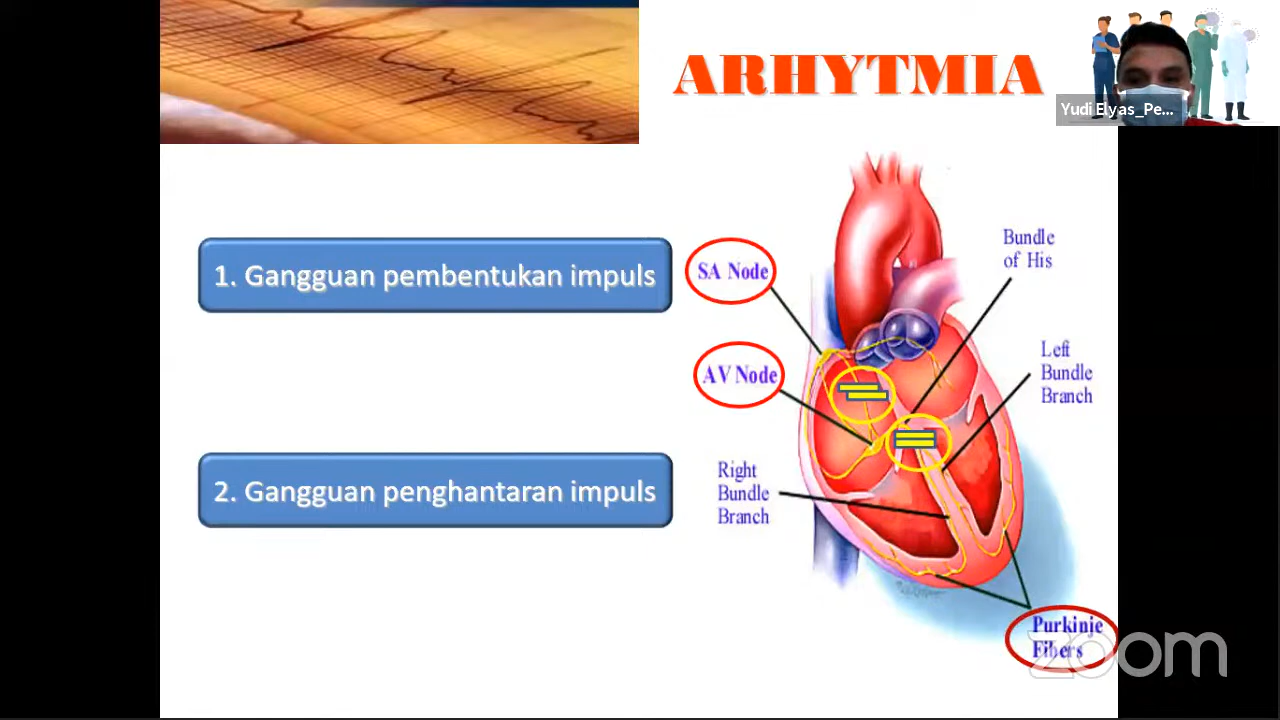 ARHYTMIA
Yudi Elyas_Pe...
1. Gangguan pembentukan impuls
2. Gangguan penghantaran impuls
SA Node
Bundle
of His
AV Node
Left
Bundle
Branch
Right
Bundle
Branch
Purkinje
Fibers
zoom